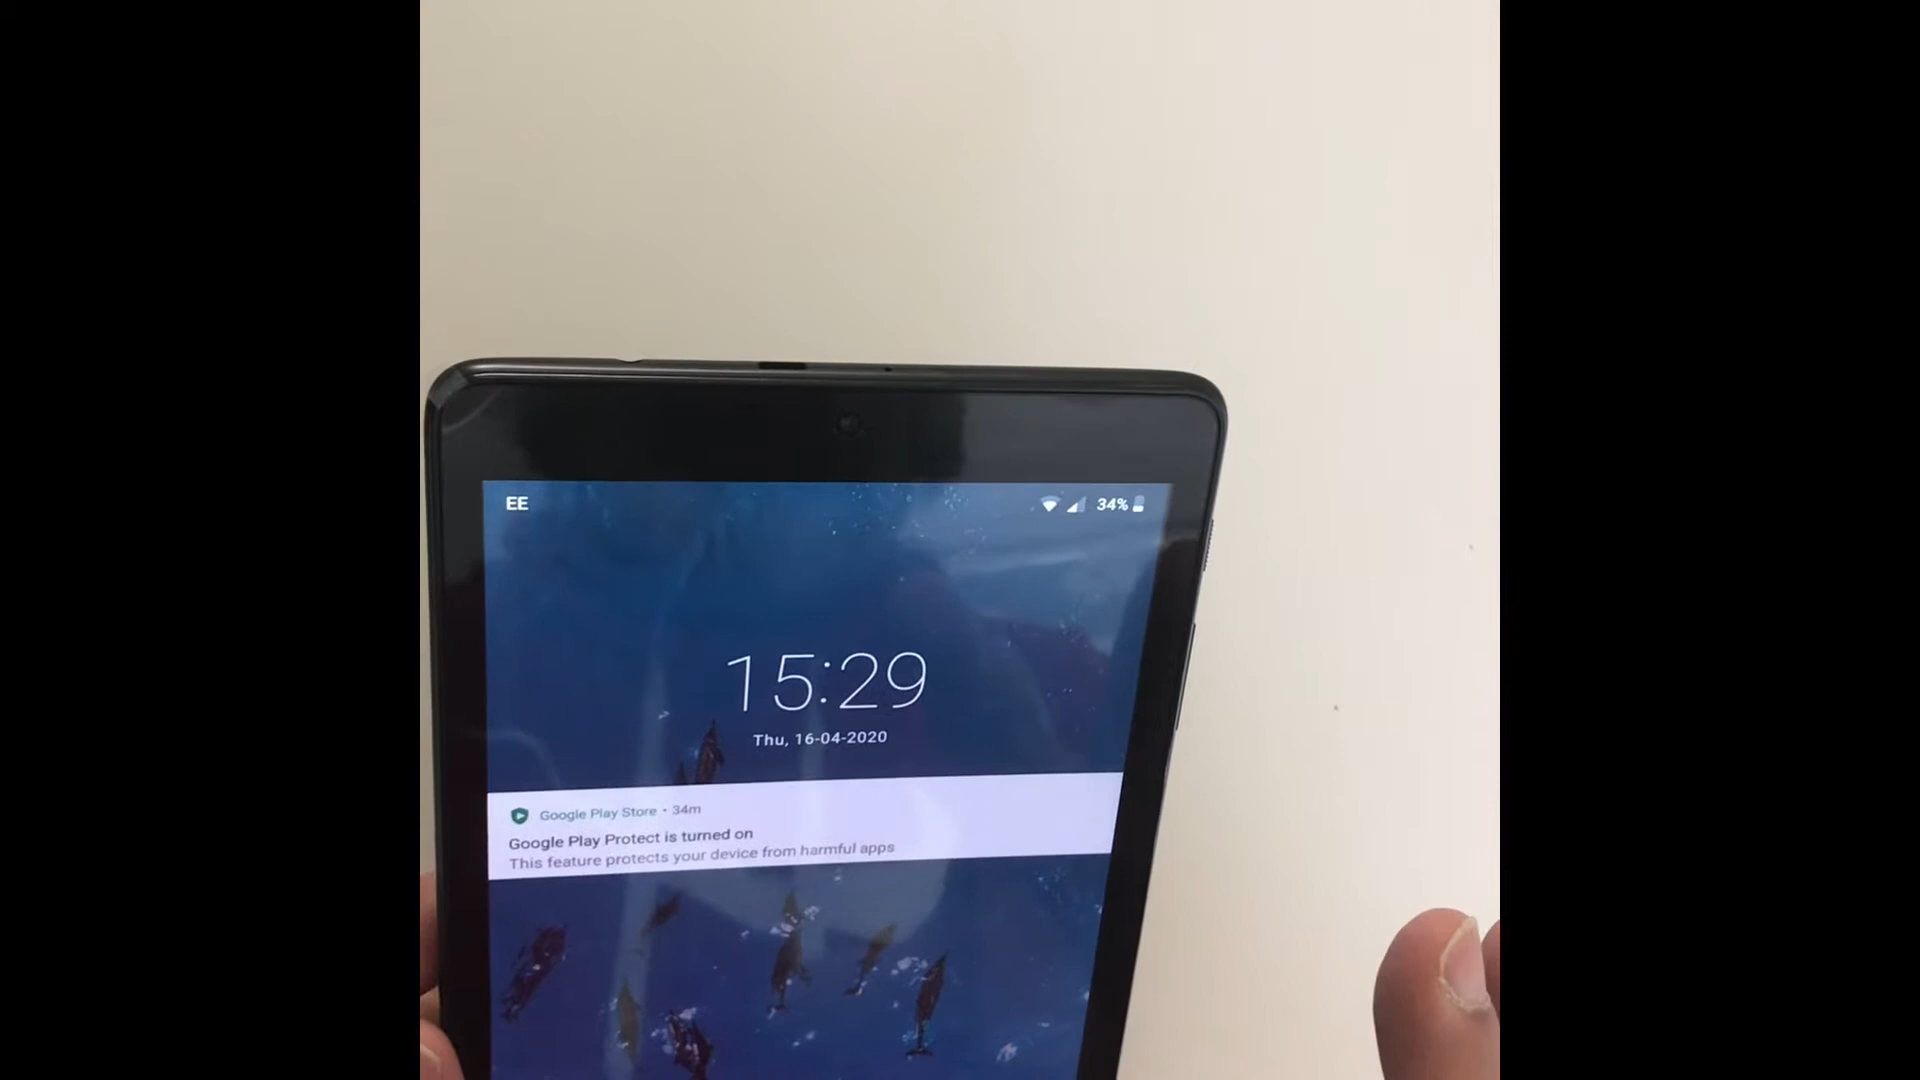 EE
34%
15:29
Thu, 16-04-2020
Google Play Store • 34m
Google Play Protect is turned on
This feature protects your device from harmful apps